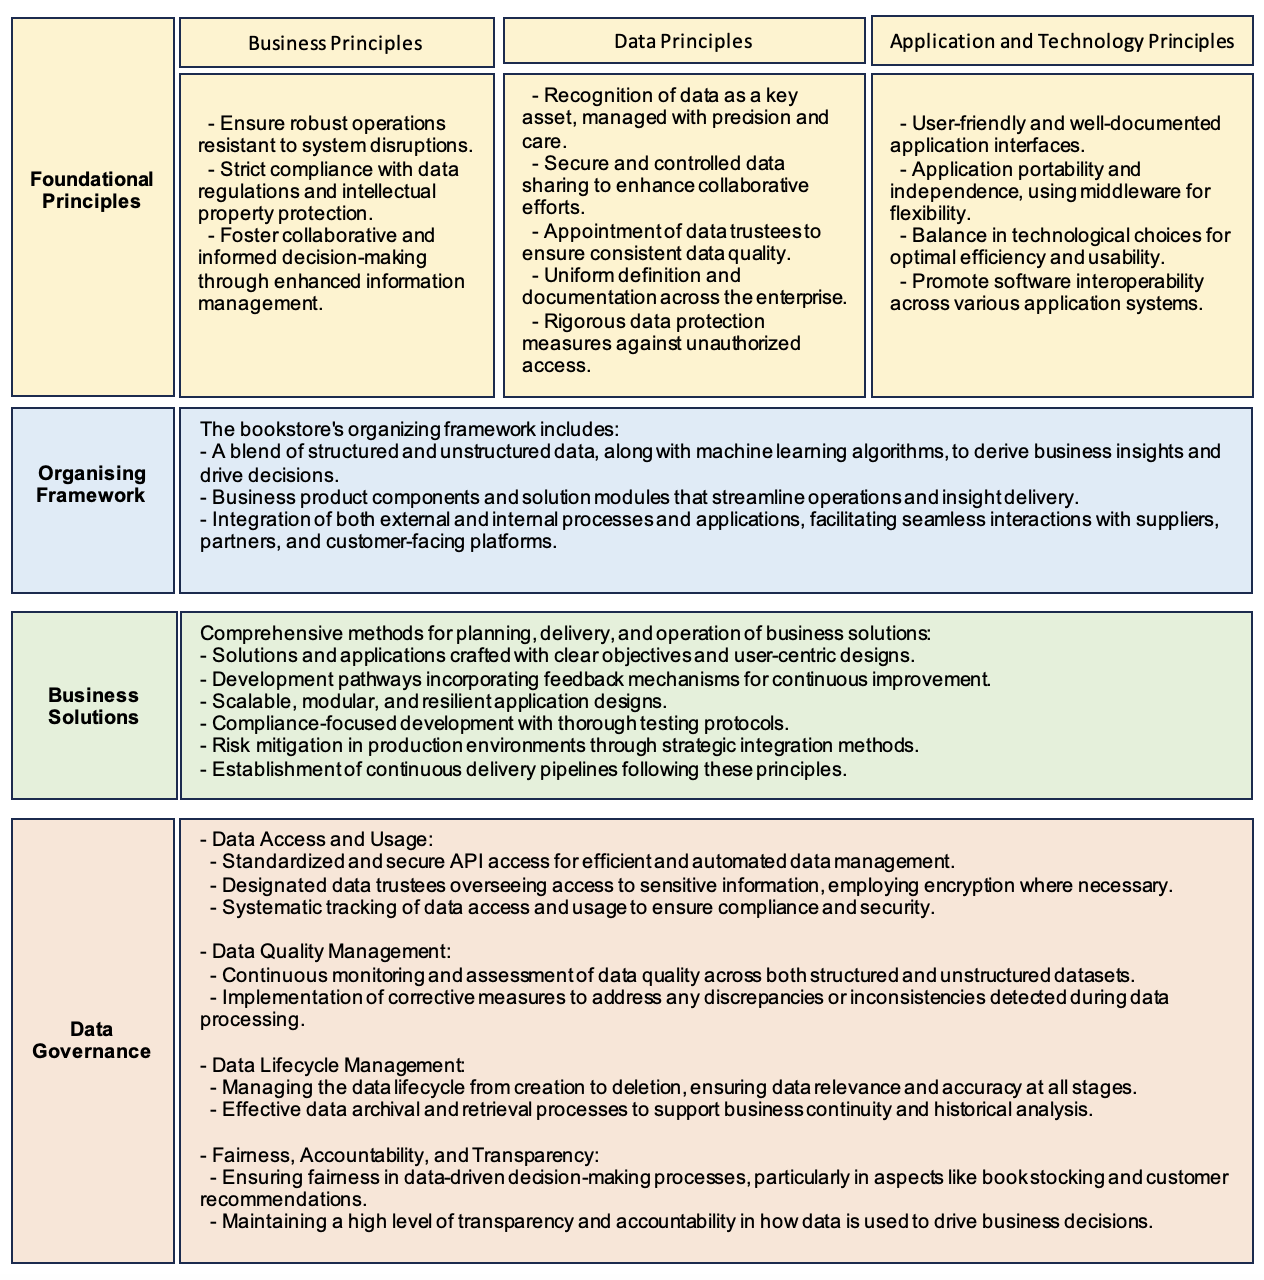 Foundational
Principles
Business Principles
- Ensure robust operations
resistant to system disruptions.
- Strict compliance with data
regulations and intellectual
property protection.
- Foster collaborative and
informed decision-making
through enhanced information
management.
Data Principles
- Recognition of data as a key
asset, managed with precision and
care.
- Secure and controlled data
sharing to enhance collaborative
efforts.
- Appointment of data trustees to
ensure consistent data quality.
- Uniform definition and
documentation across the enterprise.
- Rigorous data protection
measures against unauthorized
access.
Application and Technology Principles
- User-friendly and well-documented
application interfaces.
- Application portability and
independence, using middleware for
flexibility.
- Balance in technological choices for
optimal efficiency and usability.
- Promote software interoperability
across various application systems.
Organising
Framework
The bookstore's organizing framework includes:
- A blend of structured and unstructured data, along with machine learning algorithms, to derive business insights and
drive decisions.
- Business product components and solution modules that streamline operations and insight delivery.
- Integration of both external and internal processes and applications, facilitating seamless interactions with suppliers,
partners, and customer-facing platforms.
Business
Solutions
Comprehensive methods for planning, delivery, and operation of business solutions:
- Solutions and applications crafted with clear objectives and user-centric designs.
- Development pathways incorporating feedback mechanisms for continuous improvement.
- Scalable, modular, and resilient application designs.
- Compliance-focused development with thorough testing protocols.
- Risk mitigation in production environments through strategic integration methods.
- Establishment of continuous delivery pipelines following these principles.
Data
Governance
- Data Access and Usage:
- Standardized and secure API access for efficient and automated data management.
- Designated data trustees overseeing access to sensitive information, employing encryption where necessary.
- Systematic tracking of data access and usage to ensure compliance and security.
- Data Quality Management:
- Continuous monitoring and assessment of data quality across both structured and unstructured datasets.
- Implementation of corrective measures to address any discrepancies or inconsistencies detected during data
processing.
- Data Lifecycle Management:
- Managing the data lifecycle from creation to deletion, ensuring data relevance and accuracy at all stages.
- Effective data archival and retrieval processes to support business continuity and historical analysis.
- Fairness, Accountability, and Transparency:
- Ensuring fairness in data-driven decision-making processes, particularly in aspects like book stocking and customer
recommendations.
- Maintaining a high level of transparency and accountability in how data is used to drive business decisions.